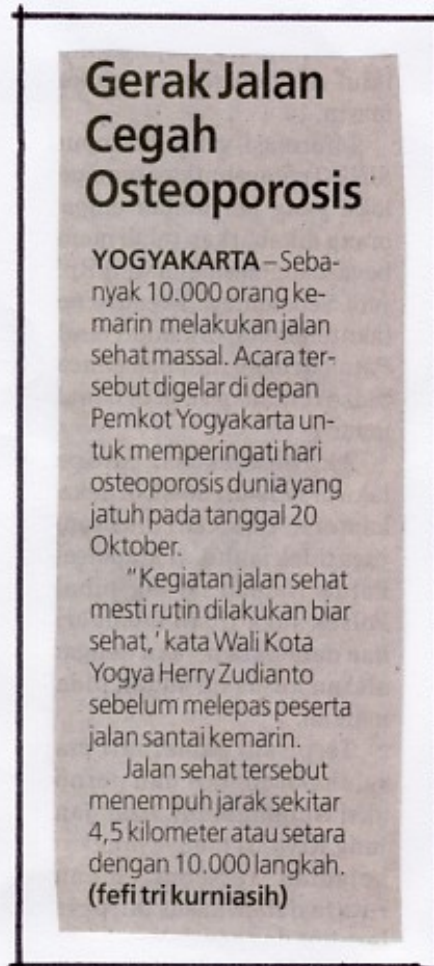 Gerak Jalan
Cegah
Osteoporosis
YOGYAKARTA – Seba-
nyak 10.000 orang ke-
marin melakukan jalan
sehat massal. Acara ter-
sebut digelar di depan
Pemkot Yogyakarta un-
tuk memperingati hari
osteoporosis dunia yang
jatuh pada tanggal 20
Oktober.
"Kegiatan jalan sehat
mesti rutin dilakukan biar
sehat,' kata Wali Kota
Yogya Herry Zudianto
sebelum melepas peserta
jalan santai kemarin.
Jalan sehat tersebut
menempuh jarak sekitar
4,5 kilometer atau setara
dengan 10.000 langkah.
(fefi tri kurniasih)